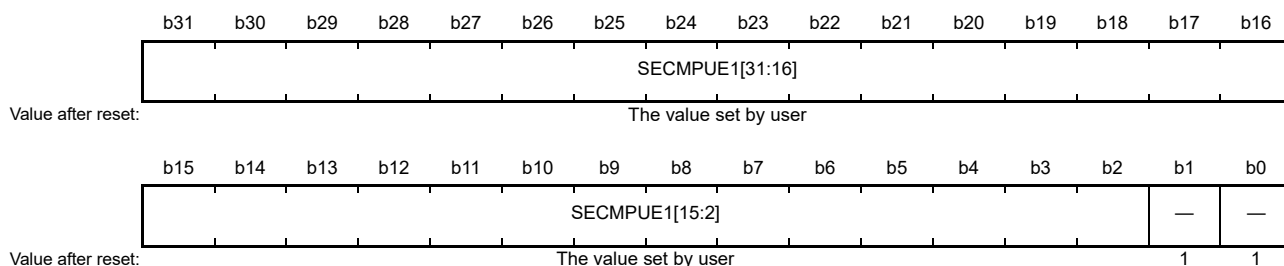 b31 b30 b29 b28 b27 b26 b25 b24 b23 b22 b21 b20 b19 b18 b17 b16
SECMPUE1[31:16]
Value after reset: The value set by user
b15 b14 b13 b12 b11 b10 b9 b8 b7 b6 b5 b4 b3 b2 b1 b0
SECMPUE1[15:2] — —
Value after reset: The value set by user 1 1